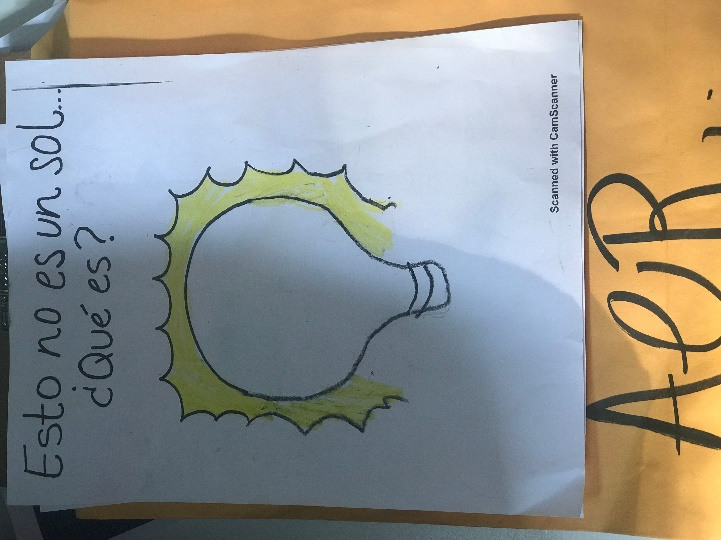 Esto no es un sol...
¿Qué es?
Scanned with CamScanner